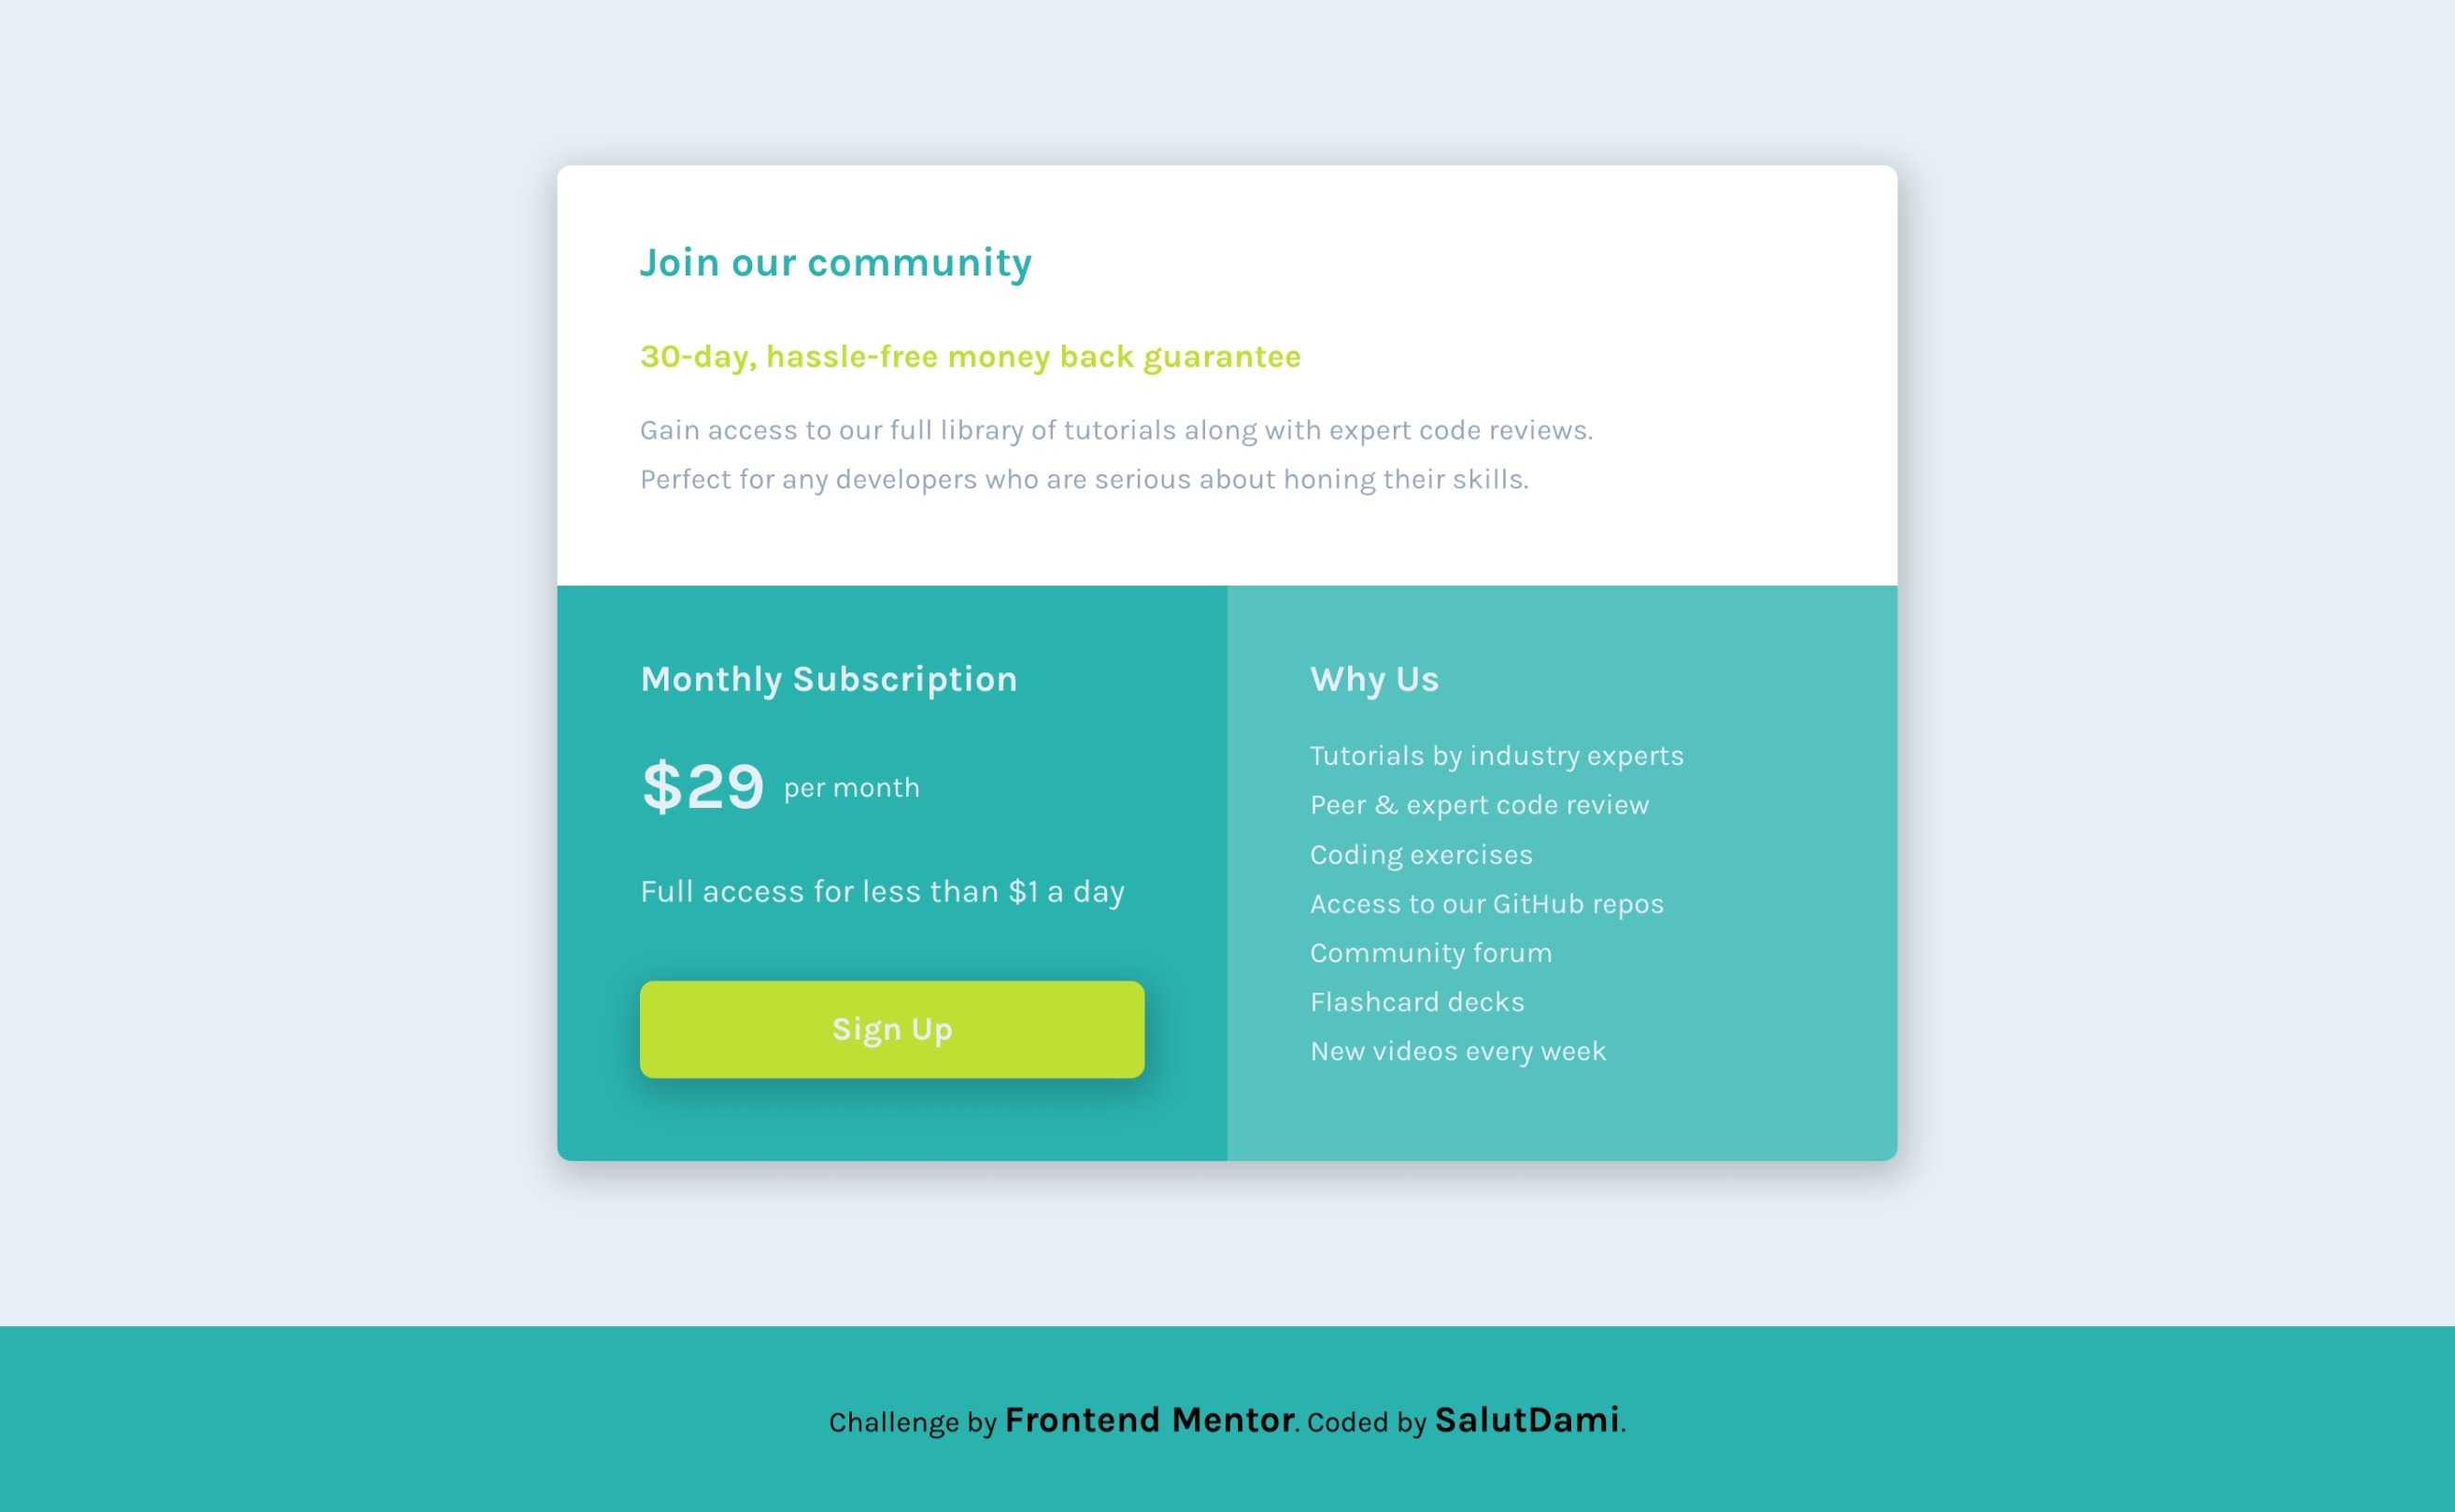 Join our community
30-day, hassle-free money back guarantee
Gain access to our full library of tutorials along with expert code reviews.
Perfect for any developers who are serious about honing their skills.
Monthly Subscription
$29 per month
Full access for less than $1 a day
Sign Up
Why Us
Tutorials by industry experts
Peer & expert code review
Coding exercises
Access to our GitHub repos
Community forum
Flashcard decks
New videos every week
Challenge by Frontend Mentor. Coded by SalutDami.